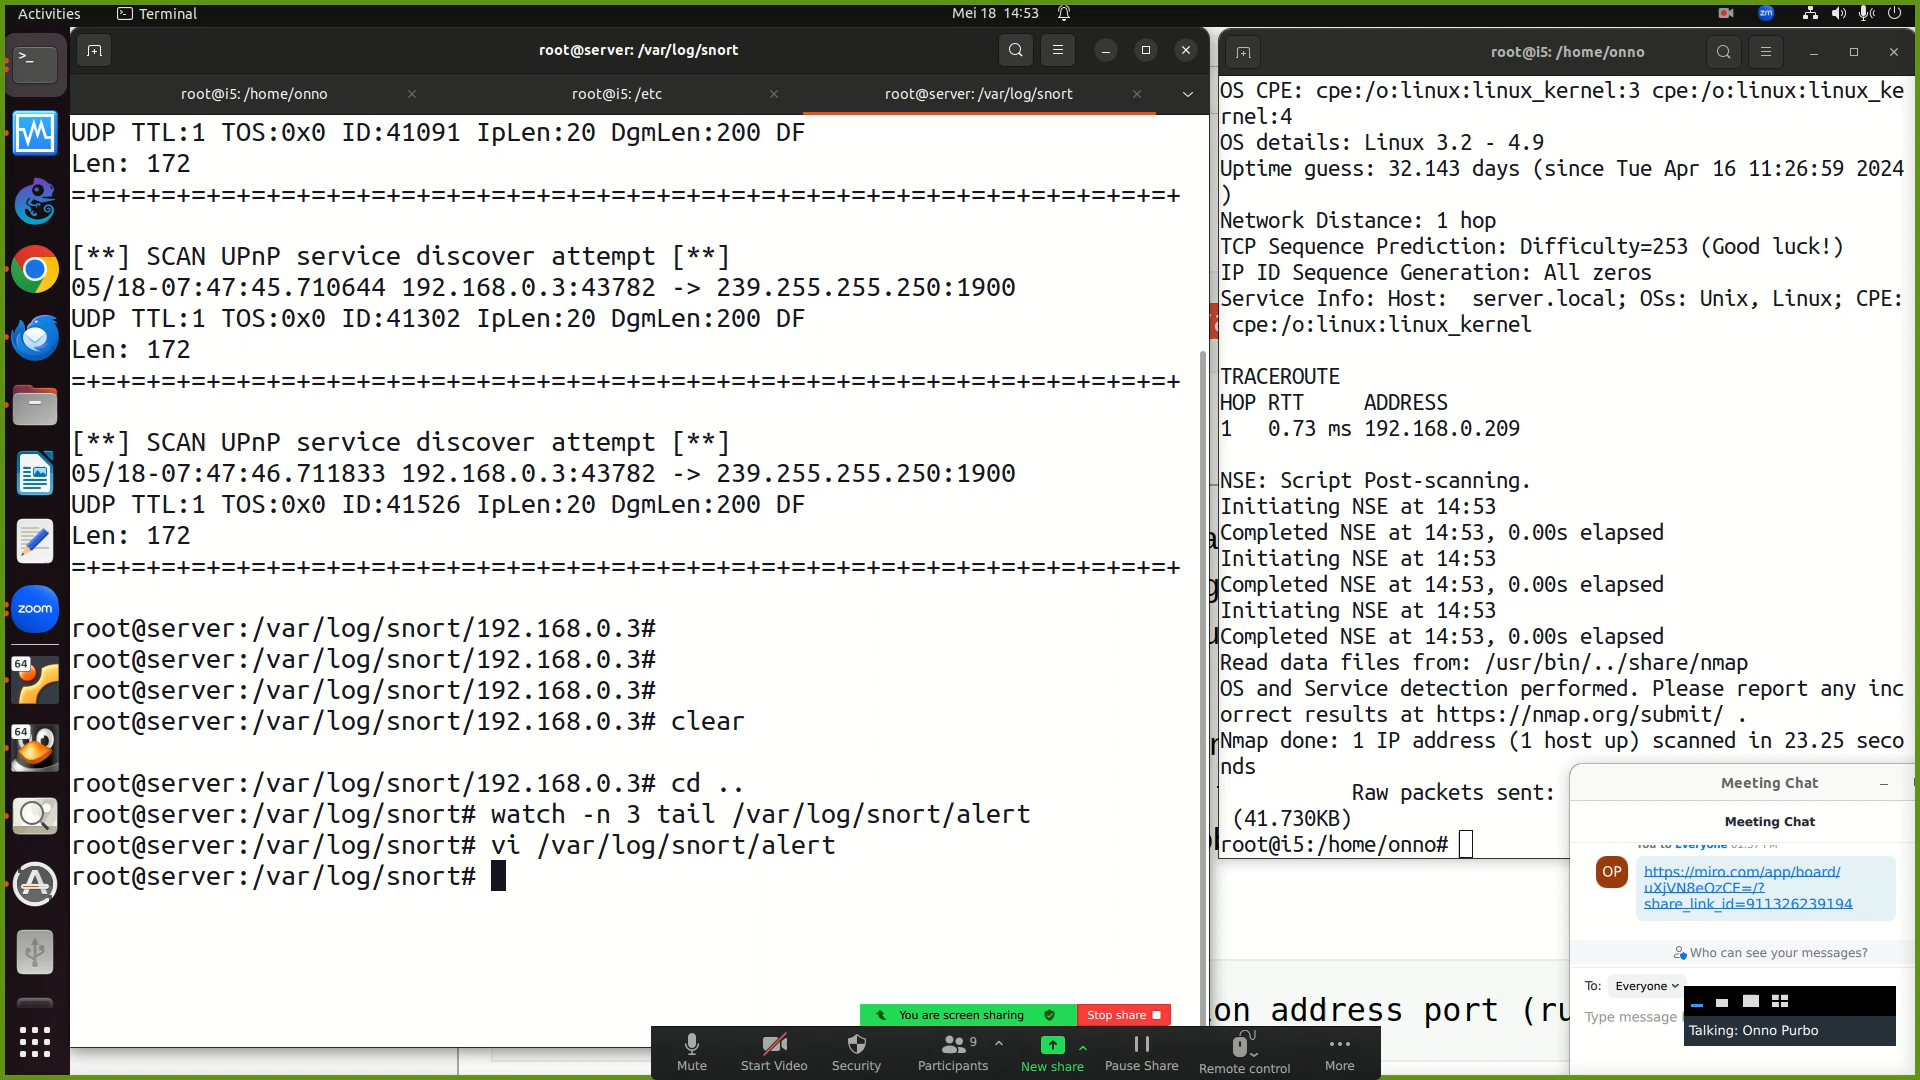 Activities
Terminal
Mei 18 14:53
zm
root@server: /var/log/snort
root@i5: /home/onno
root@i5: /etc
root@server: /var/log/snort
UDP TTL:1 TOS:0x0 ID:41091 IpLen:20 DgmLen:200 DF
Len: 172
=+=+=+=+=+=+=+=+=+=+=+=+=+=+=+=+=+=+=+=+=+=+=+=+=+=+=+=+=+=+=+=+=+=+=+=+=+
[**] SCAN UPnP service discover attempt [**]
05/18-07:47:45.710644 192.168.0.3:43782 -> 239.255.255.250:1900
UDP TTL:1 TOS:0x0 ID:41302 IpLen:20 DgmLen:200 DF
Len: 172
=+=+=+=+=+=+=+=+=+=+=+=+=+=+=+=+=+=+=+=+=+=+=+=+=+=+=+=+=+=+=+=+=+=+=+=+=+
[**] SCAN UPnP service discover attempt [**]
05/18-07:47:46.711833 192.168.0.3:43782 -> 239.255.255.250:1900
UDP TTL:1 TOS:0x0 ID:41526 IpLen:20 DgmLen:200 DF
Len: 172
=+=+=+=+=+=+=+=+=+=+=+=+=+=+=+=+=+=+=+=+=+=+=+=+=+=+=+=+=+=+=+=+=+=+=+=+=+
root@server:/var/log/snort/192.168.0.3#
root@server:/var/log/snort/192.168.0.3#
root@server:/var/log/snort/192.168.0.3#
root@server:/var/log/snort/192.168.0.3# clear
root@server:/var/log/snort/192.168.0.3# cd ..
root@server:/var/log/snort# watch -n 3 tail /var/log/snort/alert
root@server:/var/log/snort# vi /var/log/snort/alert
root@server:/var/log/snort#
root@i5: /home/onno
OS CPE: cpe:/o:linux:linux_kernel:3 cpe:/o:linux:linux_ke
rnel:4
OS details: Linux 3.2 - 4.9
Uptime guess: 32.143 days (since Tue Apr 16 11:26:59 2024
)
Network Distance: 1 hop
TCP Sequence Prediction: Difficulty=253 (Good luck!)
IP ID Sequence Generation: All zeros
Service Info: Host:  server.local; OSs: Unix, Linux; CPE:
cpe:/o:linux:linux_kernel
TRACEROUTE
HOP RTT     ADDRESS
1   0.73 ms 192.168.0.209
NSE: Script Post-scanning.
Initiating NSE at 14:53
Completed NSE at 14:53, 0.00s elapsed
Initiating NSE at 14:53
Completed NSE at 14:53, 0.00s elapsed
Initiating NSE at 14:53
Completed NSE at 14:53, 0.00s elapsed
Read data files from: /usr/bin/../share/nmap
OS and Service detection performed. Please report any inc
orrect results at https://nmap.org/submit/ .
Nmap done: 1 IP address (1 host up) scanned in 23.25 seco
nds
Raw packets sent:
(41.730KB)
root@i5:/home/onno#
zoom
64
64
Meeting Chat
Meeting Chat
You to Everyone 01:57 PM
OP
https://miro.com/app/board/
uXjVN8eQzCE=/?
share_link_id=911326239194
Who can see your messages?
To: Everyone
Type message
Talking: Onno Purbo
on address port (ru
You are screen sharing
Stop share
Mute
Start Video
Security
Participants
9
New share
Pause Share
Remote control
More